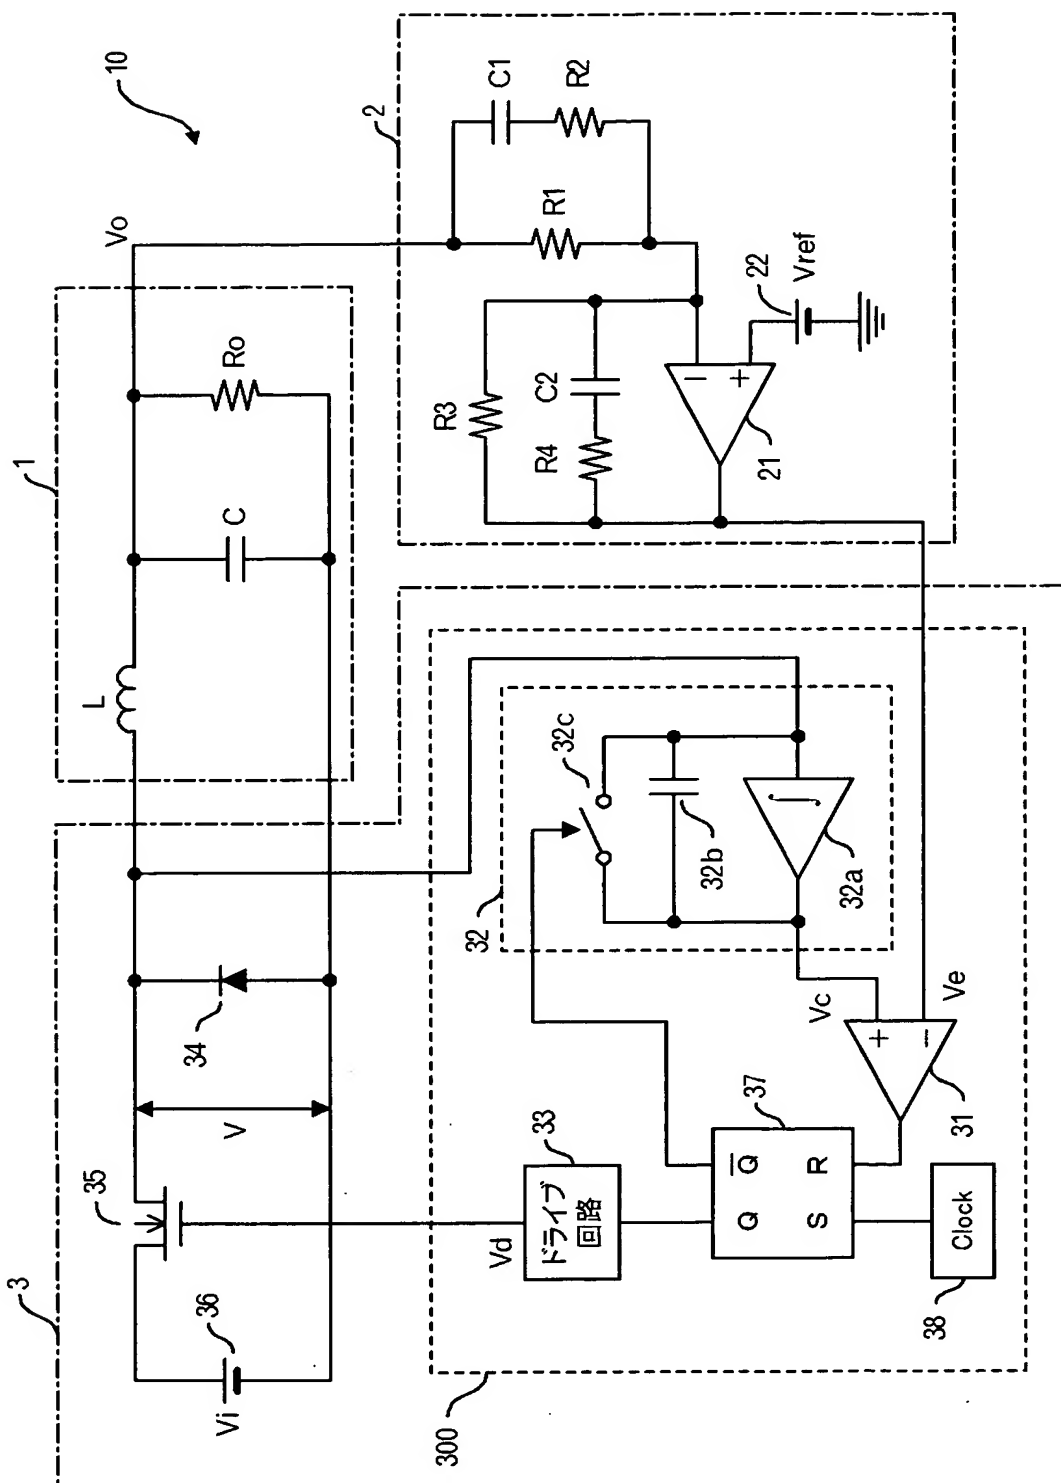 10
3
1
Vi
36
35
V
34
L
C
Ro
Vo
2
C1
R2
R1
R3
R4
C2
−
+
21
22
Vref
300
Vd
33
ドライブ
回路
37
Q
Q̅
S
R
Clock
38
31
+
−
Vc
Ve
32
32c
32b
∫
32a